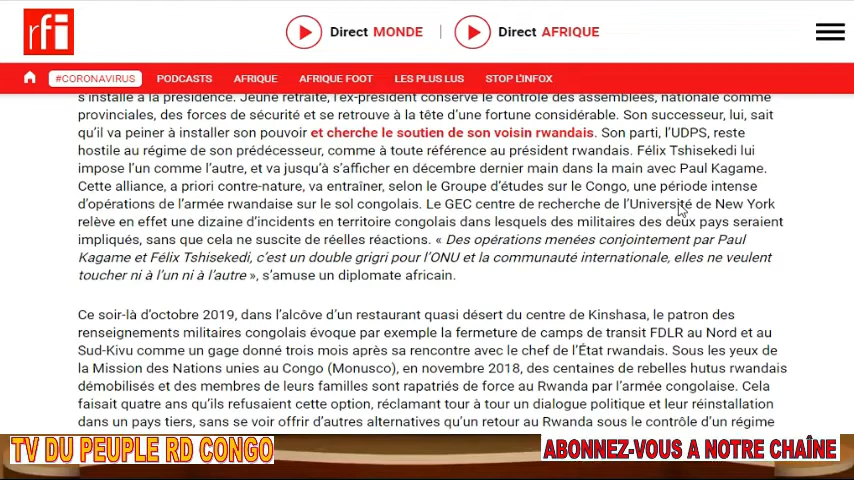 rfi
Direct MONDE
Direct AFRIQUE
#CORONAVIRUS PODCASTS AFRIQUE AFRIQUE FOOT LES PLUS LUS STOP L'INFOX
s'installe à la présidence. Jeune retraité, l'ex-président conserve le contrôle des assemblées, nationale comme
provinciales, des forces de sécurité et se retrouve à la tête d'une fortune considérable. Son successeur, lui, sait
qu'il va peiner à installer son pouvoir et cherche le soutien de son voisin rwandais. Son parti, l'UDPS, reste
hostile au régime de son prédécesseur, comme à toute référence au président rwandais. Félix Tshisekedi lui
impose l'un comme l'autre, et va jusqu'à s'afficher en décembre dernier main dans la main avec Paul Kagame.
Cette alliance, a priori contre-nature, va entraîner, selon le Groupe d'études sur le Congo, une période intense
d'opérations de l'armée rwandaise sur le sol congolais. Le GEC centre de recherche de l'Université de New York
relève en effet une dizaine d'incidents en territoire congolais dans lesquels des militaires des deux pays seraient
impliqués, sans que cela ne suscite de réelles réactions. « Des opérations menées conjointement par Paul
Kagame et Félix Tshisekedi, c'est un double grigri pour l'ONU et la communauté internationale, elles ne veulent
toucher ni à l'un ni à l'autre », s'amuse un diplomate africain.
Ce soir-là d'octobre 2019, dans l'alcôve d'un restaurant quasi désert du centre de Kinshasa, le patron des
renseignements militaires congolais évoque par exemple la fermeture de camps de transit FDLR au Nord et au
Sud-Kivu comme un gage donné trois mois après sa rencontre avec le chef de l'État rwandais. Sous les yeux de
la Mission des Nations unies au Congo (Monusco), en novembre 2018, des centaines de rebelles hutus rwandais
démobilisés et des membres de leurs familles sont rapatriés de force au Rwanda par l'armée congolaise. Cela
faisait quatre ans qu'ils refusaient cette option, réclamant tour à tour un dialogue politique et leur réinstallation
dans un pays tiers, sans se voir offrir d'autres alternatives qu'un retour au Rwanda sous le contrôle d'un régime
TV DU PEUPLE RD CONGO
ABONNEZ-VOUS A NOTRE CHAÎNE